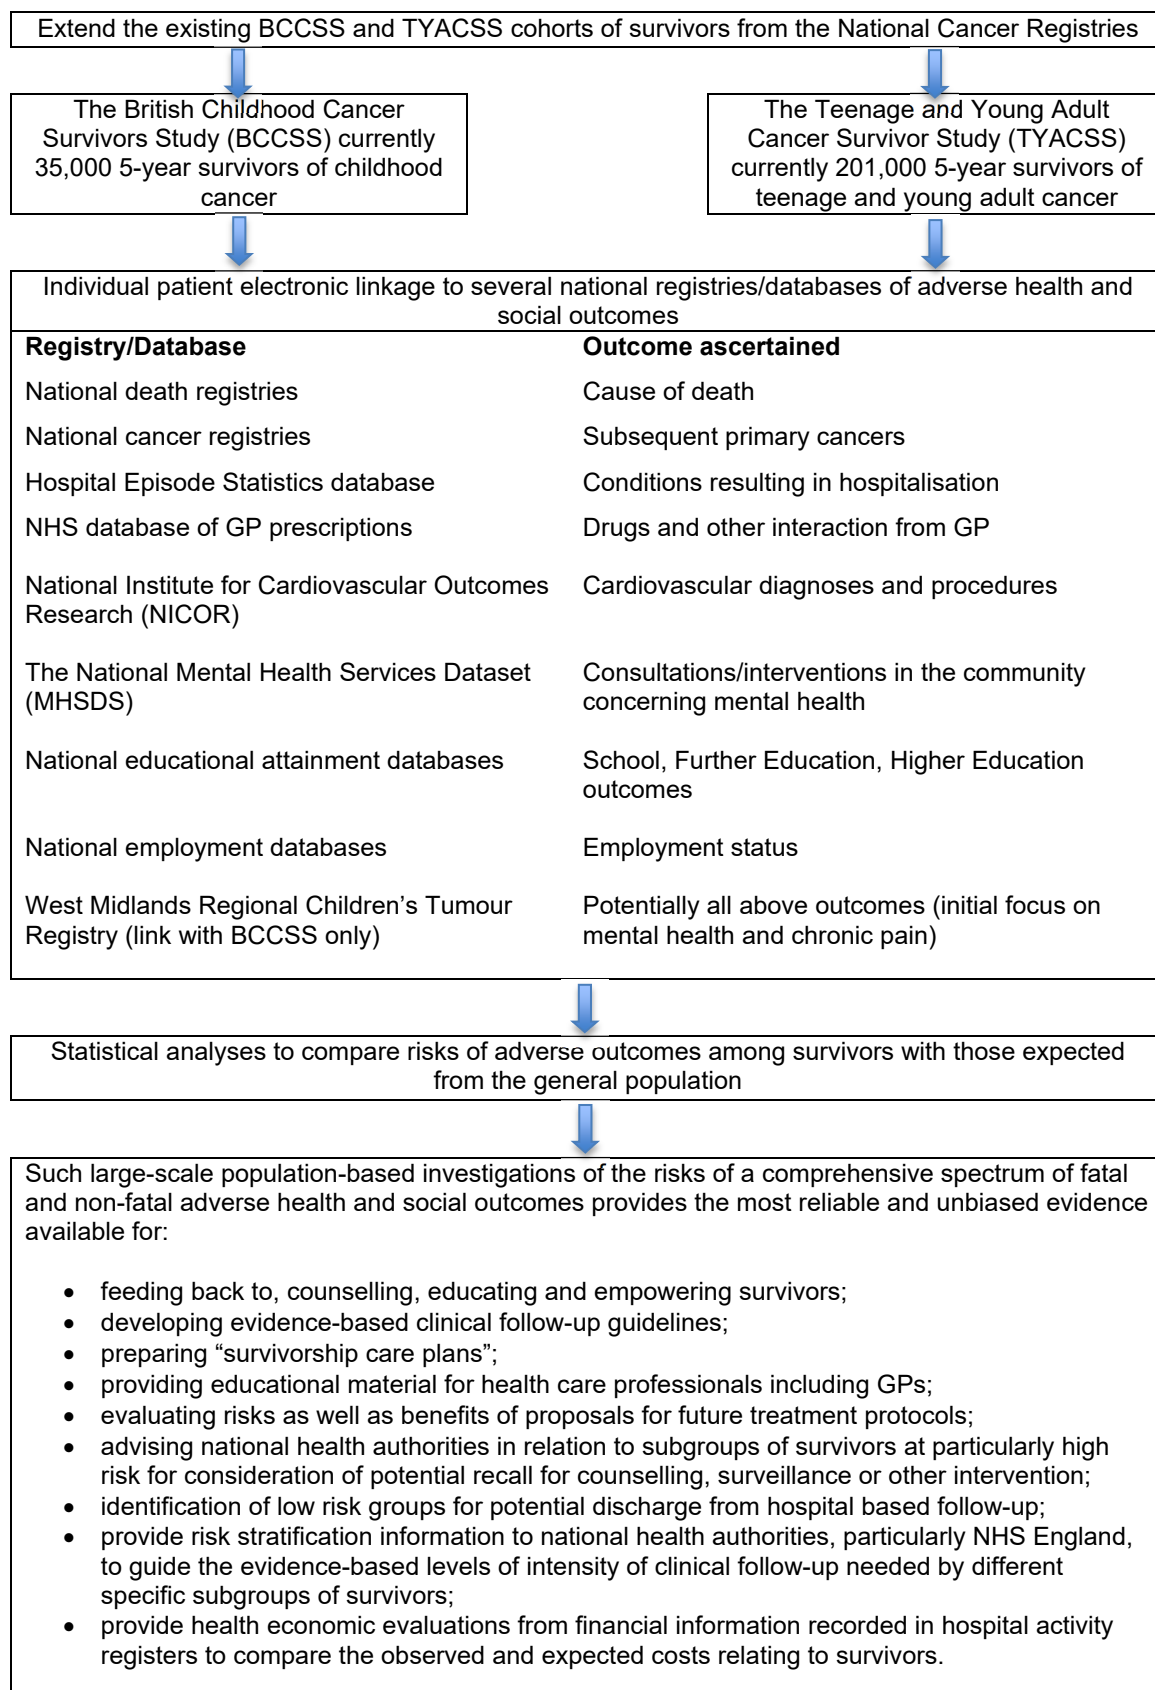 Extend the existing BCCSS and TYACSS cohorts of survivors from the National Cancer Registries
The British Childhood Cancer
Survivors Study (BCCSS) currently
35,000 5-year survivors of childhood
cancer
The Teenage and Young Adult
Cancer Survivor Study (TYACSS)
currently 201,000 5-year survivors of
teenage and young adult cancer
Individual patient electronic linkage to several national registries/databases of adverse health and
social outcomes
Registry/Database
Outcome ascertained
National death registries
Cause of death
National cancer registries
Subsequent primary cancers
Hospital Episode Statistics database
Conditions resulting in hospitalisation
NHS database of GP prescriptions
Drugs and other interaction from GP
National Institute for Cardiovascular Outcomes
Research (NICOR)
Cardiovascular diagnoses and procedures
The National Mental Health Services Dataset
(MHSDS)
Consultations/interventions in the community
concerning mental health
National educational attainment databases
School, Further Education, Higher Education
outcomes
National employment databases
Employment status
West Midlands Regional Children's Tumour
Registry (link with BCCSS only)
Potentially all above outcomes (initial focus on
mental health and chronic pain)
Statistical analyses to compare risks of adverse outcomes among survivors with those expected
from the general population
Such large-scale population-based investigations of the risks of a comprehensive spectrum of fatal
and non-fatal adverse health and social outcomes provides the most reliable and unbiased evidence
available for:
• feeding back to, counselling, educating and empowering survivors;
• developing evidence-based clinical follow-up guidelines;
• preparing “survivorship care plans”;
• providing educational material for health care professionals including GPs;
• evaluating risks as well as benefits of proposals for future treatment protocols;
• advising national health authorities in relation to subgroups of survivors at particularly high
risk for consideration of potential recall for counselling, surveillance or other intervention;
• identification of low risk groups for potential discharge from hospital based follow-up;
• provide risk stratification information to national health authorities, particularly NHS England,
to guide the evidence-based levels of intensity of clinical follow-up needed by different
specific subgroups of survivors;
• provide health economic evaluations from financial information recorded in hospital activity
registers to compare the observed and expected costs relating to survivors.